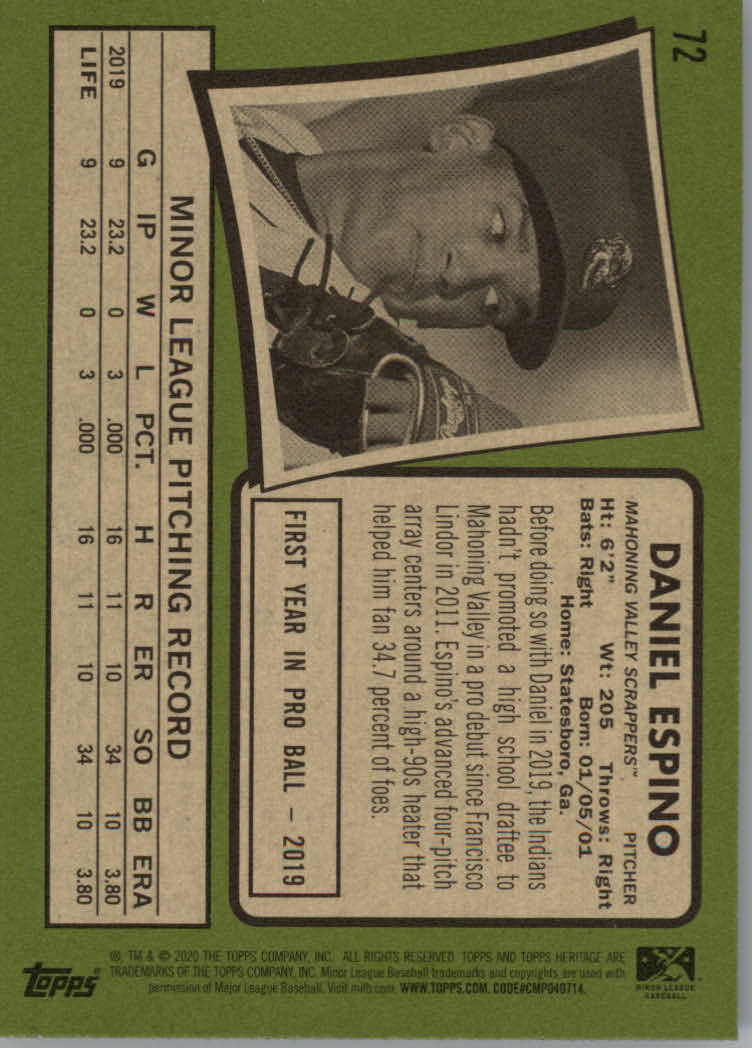 72
DANIEL ESPINO
MAHONING VALLEY SCRAPPERS™ PITCHER
Ht: 6'2" Wt: 205 Throws: Right
Bats: Right Born: 01/05/01
Home: Statesboro, Ga.
Before doing so with Daniel in 2019, the Indians
hadn't promoted a high school draftee to
Mahoning Valley in a pro debut since Francisco
Lindor in 2011. Espino's advanced four-pitch
array centers around a high-90s heater that
helped him fan 34.7 percent of foes.
FIRST YEAR IN PRO BALL – 2019
MINOR LEAGUE PITCHING RECORD
G IP W L PCT. H R ER SO BB ERA
2019 9 23.2 0 3 .000 16 11 10 34 10 3.80
LIFE 9 23.2 0 3 .000 16 11 10 34 10 3.80
MINOR LEAGUE
BASEBALL
®, TM & © 2020 THE TOPPS COMPANY, INC. ALL RIGHTS RESERVED. TOPPS AND TOPPS HERITAGE ARE
TRADEMARKS OF THE TOPPS COMPANY, INC. Minor League Baseball trademarks and copyrights are used with
permission of Major League Baseball. Visit milb.com. WWW.TOPPS.COM. CODE#CMP040714.
topps®